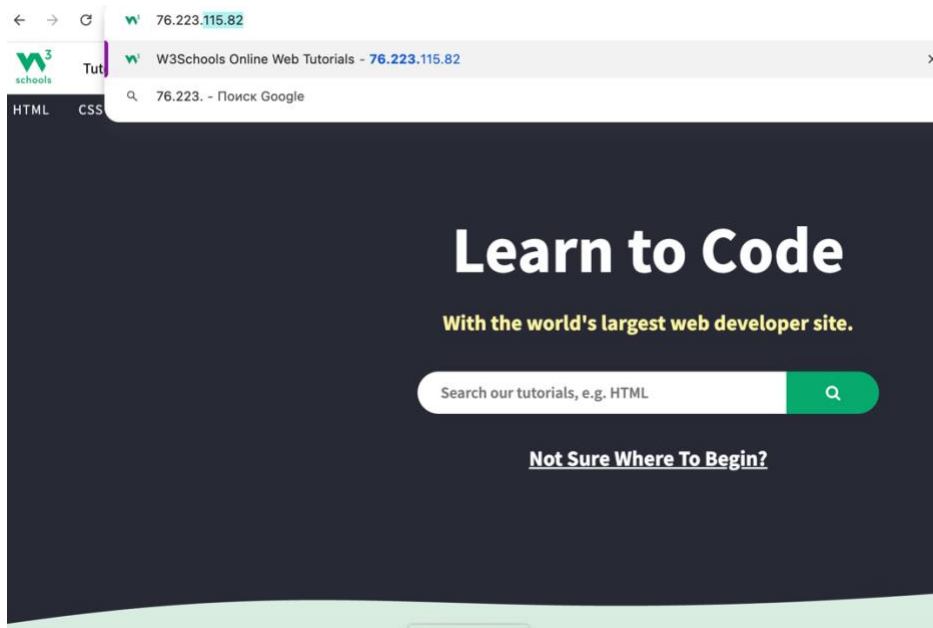 76.223.115.82
W3Schools Online Web Tutorials - 76.223.115.82
76.223. - Поиск Google
3
schools
Tut
HTML CSS
Learn to Code
With the world's largest web developer site.
Search our tutorials, e.g. HTML
Not Sure Where To Begin?